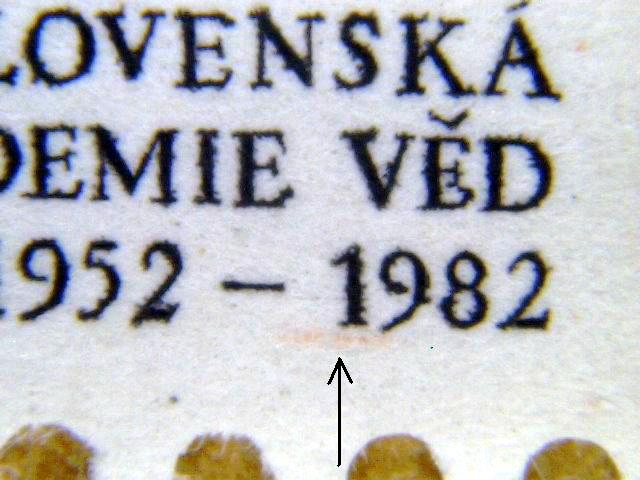 LOVENSKÁ
DEMIE VĚD
1952 – 1982